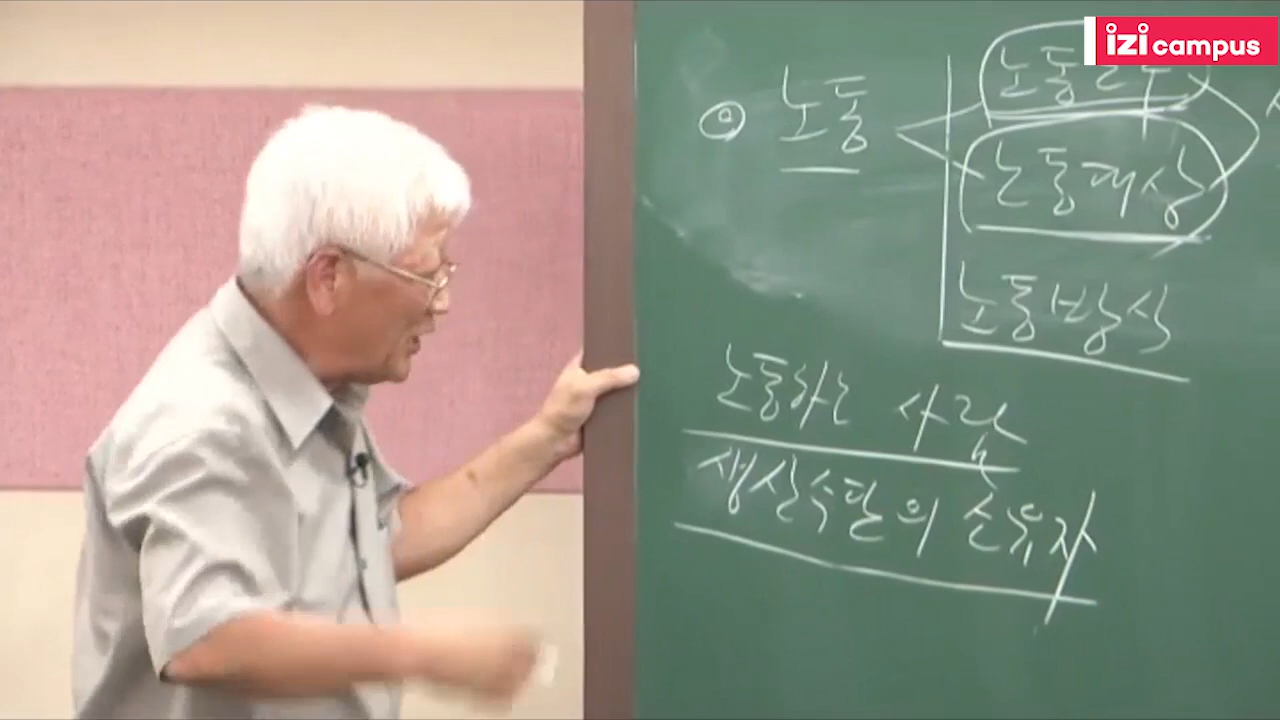 izi campus
◎ 노동
노동도구
노동대상
노동방식
노동하는 사람
생산수단의 소유자